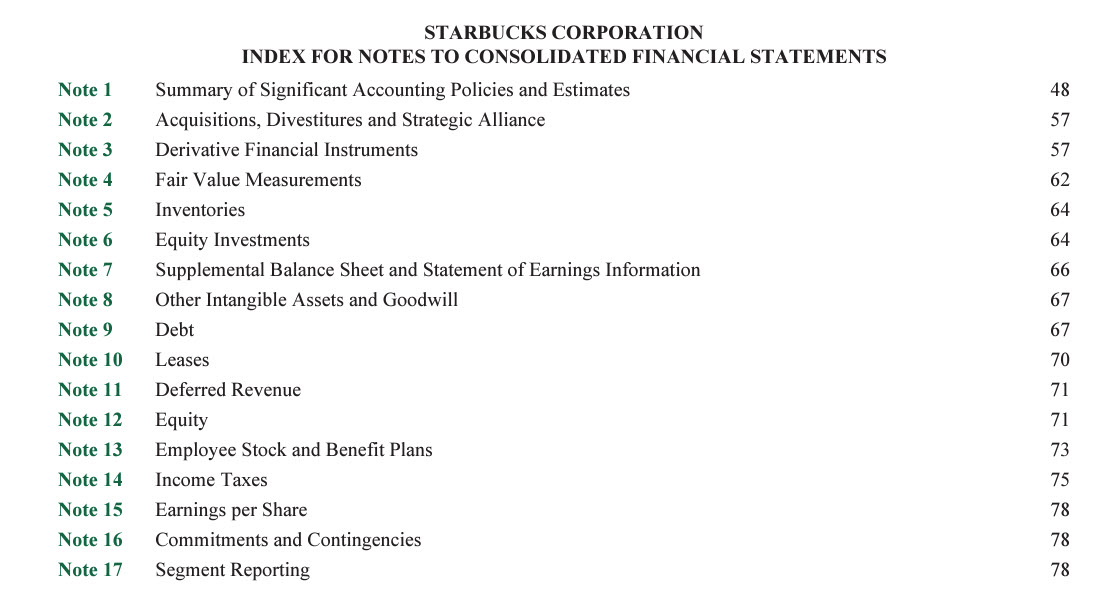 STARBUCKS CORPORATION
INDEX FOR NOTES TO CONSOLIDATED FINANCIAL STATEMENTS
Note 1 Summary of Significant Accounting Policies and Estimates 48
Note 2 Acquisitions, Divestitures and Strategic Alliance 57
Note 3 Derivative Financial Instruments 57
Note 4 Fair Value Measurements 62
Note 5 Inventories 64
Note 6 Equity Investments 64
Note 7 Supplemental Balance Sheet and Statement of Earnings Information 66
Note 8 Other Intangible Assets and Goodwill 67
Note 9 Debt 67
Note 10 Leases 70
Note 11 Deferred Revenue 71
Note 12 Equity 71
Note 13 Employee Stock and Benefit Plans 73
Note 14 Income Taxes 75
Note 15 Earnings per Share 78
Note 16 Commitments and Contingencies 78
Note 17 Segment Reporting 78